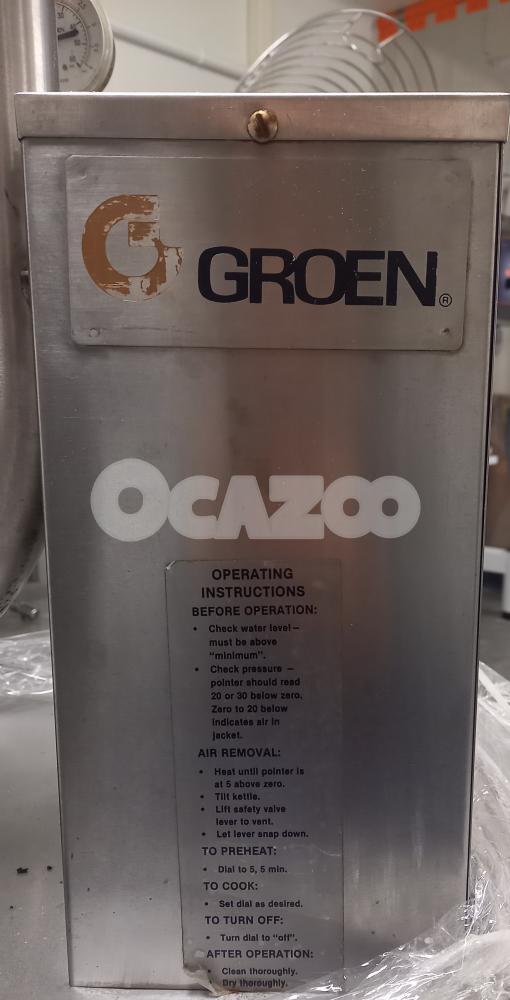 GROEN®
OCAZOO
OPERATING
INSTRUCTIONS
BEFORE OPERATION:
• Check water level –
must be above
“minimum”.
• Check pressure –
pointer should read
20 or 30 below zero.
Zero to 20 below
indicates air in
jacket.
AIR REMOVAL:
• Heat until pointer is
at 5 above zero.
• Tilt kettle.
• Lift safety valve
lever to vent.
• Let lever snap down.
TO PREHEAT:
• Dial to 5, 5 min.
TO COOK:
• Set dial as desired.
TO TURN OFF:
• Turn dial to “off”.
AFTER OPERATION:
• Clean thoroughly.
Dry thoroughly.